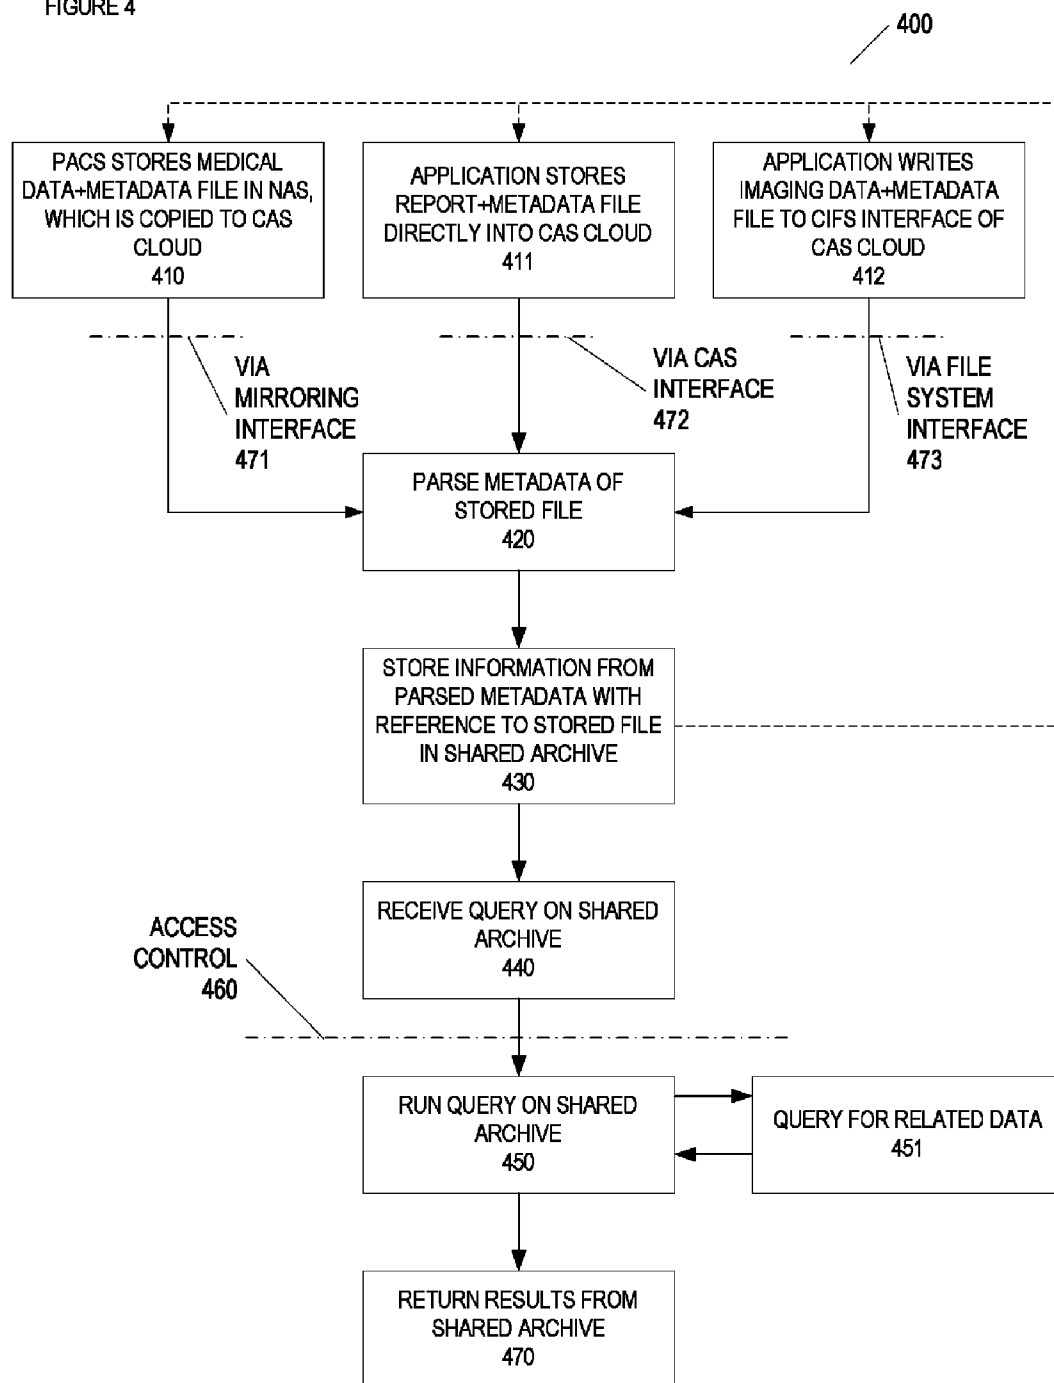 FIGURE 4
400
PACS STORES MEDICAL
DATA+METADATA FILE IN NAS,
WHICH IS COPIED TO CAS
CLOUD
410
APPLICATION STORES
REPORT+METADATA FILE
DIRECTLY INTO CAS CLOUD
411
APPLICATION WRITES
IMAGING DATA+METADATA
FILE TO CIFS INTERFACE OF
CAS CLOUD
412
VIA
MIRRORING
INTERFACE
471
VIA CAS
INTERFACE
472
VIA FILE
SYSTEM
INTERFACE
473
PARSE METADATA OF
STORED FILE
420
STORE INFORMATION FROM
PARSED METADATA WITH
REFERENCE TO STORED FILE
IN SHARED ARCHIVE
430
RECEIVE QUERY ON SHARED
ARCHIVE
440
ACCESS
CONTROL
460
RUN QUERY ON SHARED
ARCHIVE
450
QUERY FOR RELATED DATA
451
RETURN RESULTS FROM
SHARED ARCHIVE
470